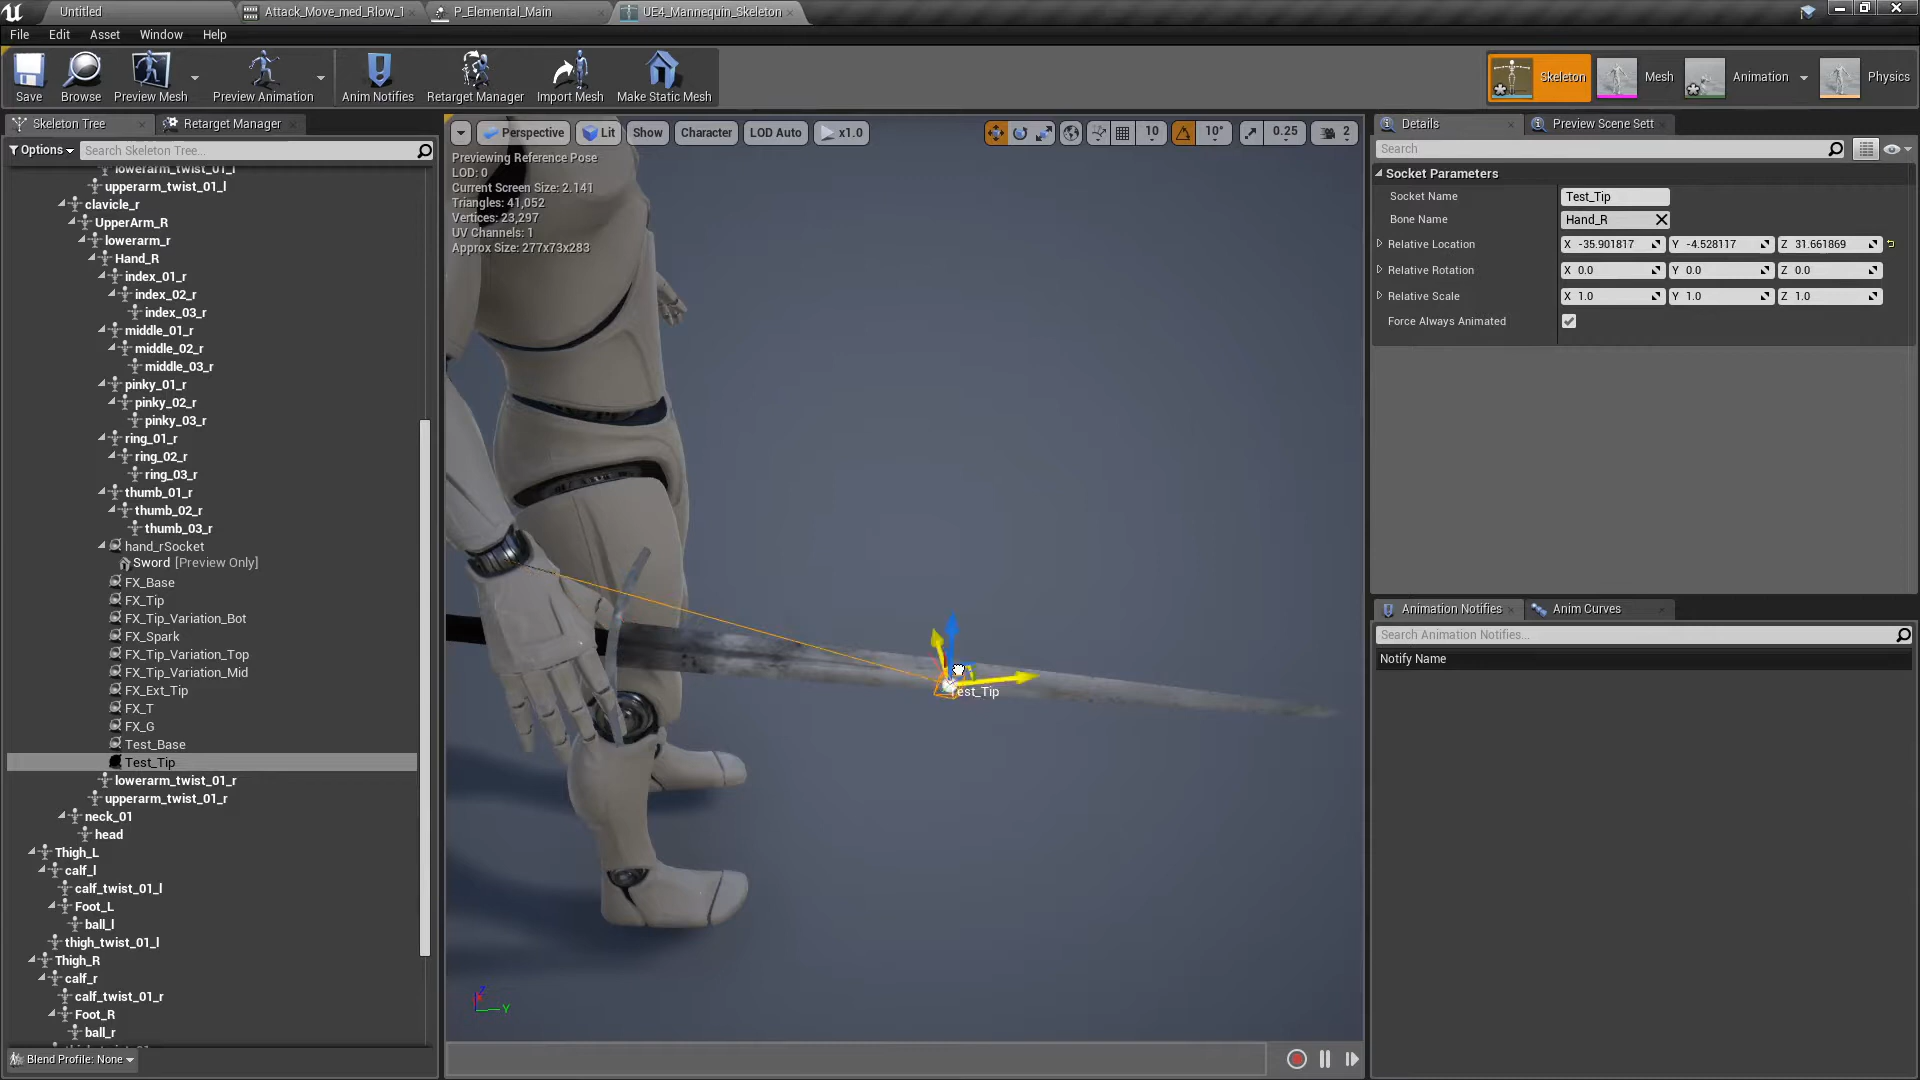 Untitled
Attack_Move_med_Rlow_1
P_Elemental_Main
UE4_Mannequin_Skeleton
File Edit Asset Window Help
Save
Browse
Preview Mesh
Preview Animation
Anim Notifies
Retarget Manager
Import Mesh
Make Static Mesh
Skeleton
Mesh
Animation
Physics
Skeleton Tree
Retarget Manager
Options
Search Skeleton Tree...
lowerarm_twist_01_l
upperarm_twist_01_l
clavicle_r
UpperArm_R
lowerarm_r
Hand_R
index_01_r
index_02_r
index_03_r
middle_01_r
middle_02_r
middle_03_r
pinky_01_r
pinky_02_r
pinky_03_r
ring_01_r
ring_02_r
ring_03_r
thumb_01_r
thumb_02_r
thumb_03_r
hand_rSocket
Sword [Preview Only]
FX_Base
FX_Tip
FX_Tip_Variation_Bot
FX_Spark
FX_Tip_Variation_Top
FX_Tip_Variation_Mid
FX_Ext_Tip
FX_T
FX_G
Test_Base
Test_Tip
lowerarm_twist_01_r
upperarm_twist_01_r
neck_01
head
Thigh_L
calf_l
calf_twist_01_l
Foot_L
ball_l
thigh_twist_01_l
Thigh_R
calf_r
calf_twist_01_r
Foot_R
ball_r
Blend Profile: None
Perspective
Lit
Show
Character
LOD Auto
x1.0
10
10°
0.25
2
Previewing Reference Pose
LOD: 0
Current Screen Size: 2.141
Triangles: 41,052
Vertices: 23,297
UV Channels: 1
Approx Size: 277x73x283
Test_Tip
Z
X
Y
Details
Preview Scene Sett
Search
Socket Parameters
Socket Name Test_Tip
Bone Name Hand_R
Relative Location X -35.901817 Y -4.528117 Z 31.661869
Relative Rotation X 0.0 Y 0.0 Z 0.0
Relative Scale X 1.0 Y 1.0 Z 1.0
Force Always Animated
Animation Notifies
Anim Curves
Search Animation Notifies...
Notify Name